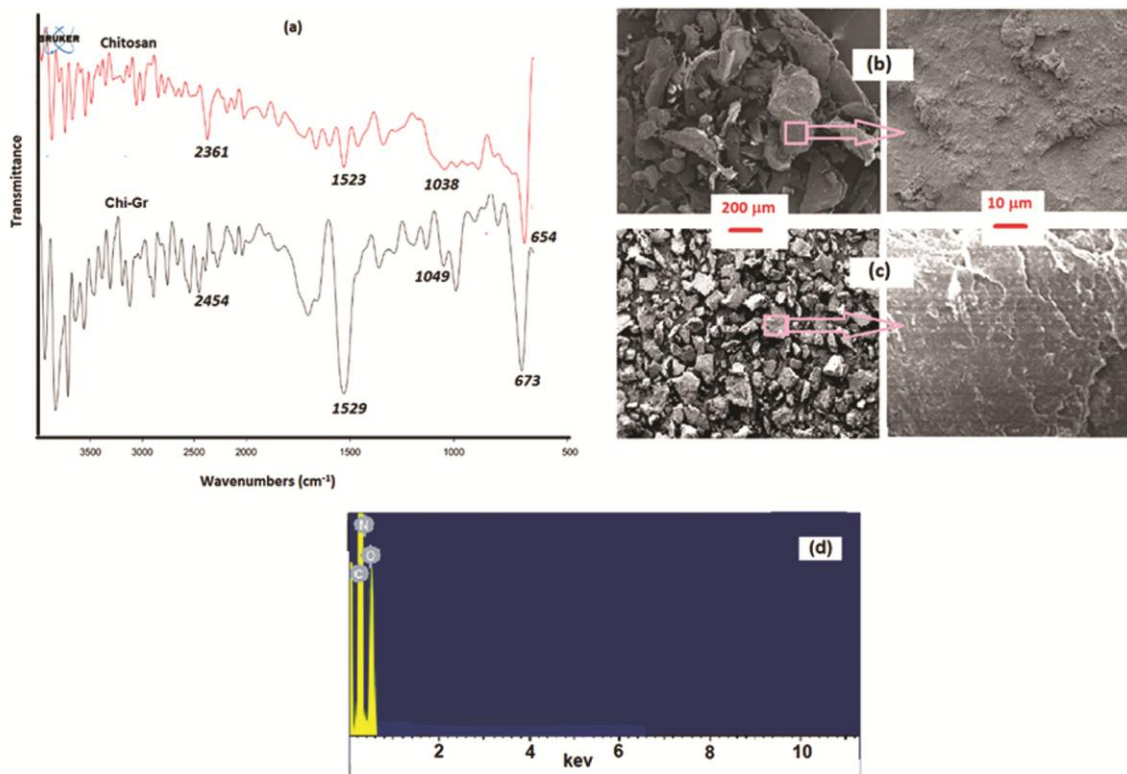 (a)
BRUKER
Chitosan
Transmittance
2361
1523
1038
654
Chi-Gr
2454
1049
1529
673
3500 3000 2500 2000 1500 1000 500
Wavenumbers (cm⁻¹)
(b)
200 µm
10 µm
(c)
(d)
N
O
C
2 4 6 8 10
kev